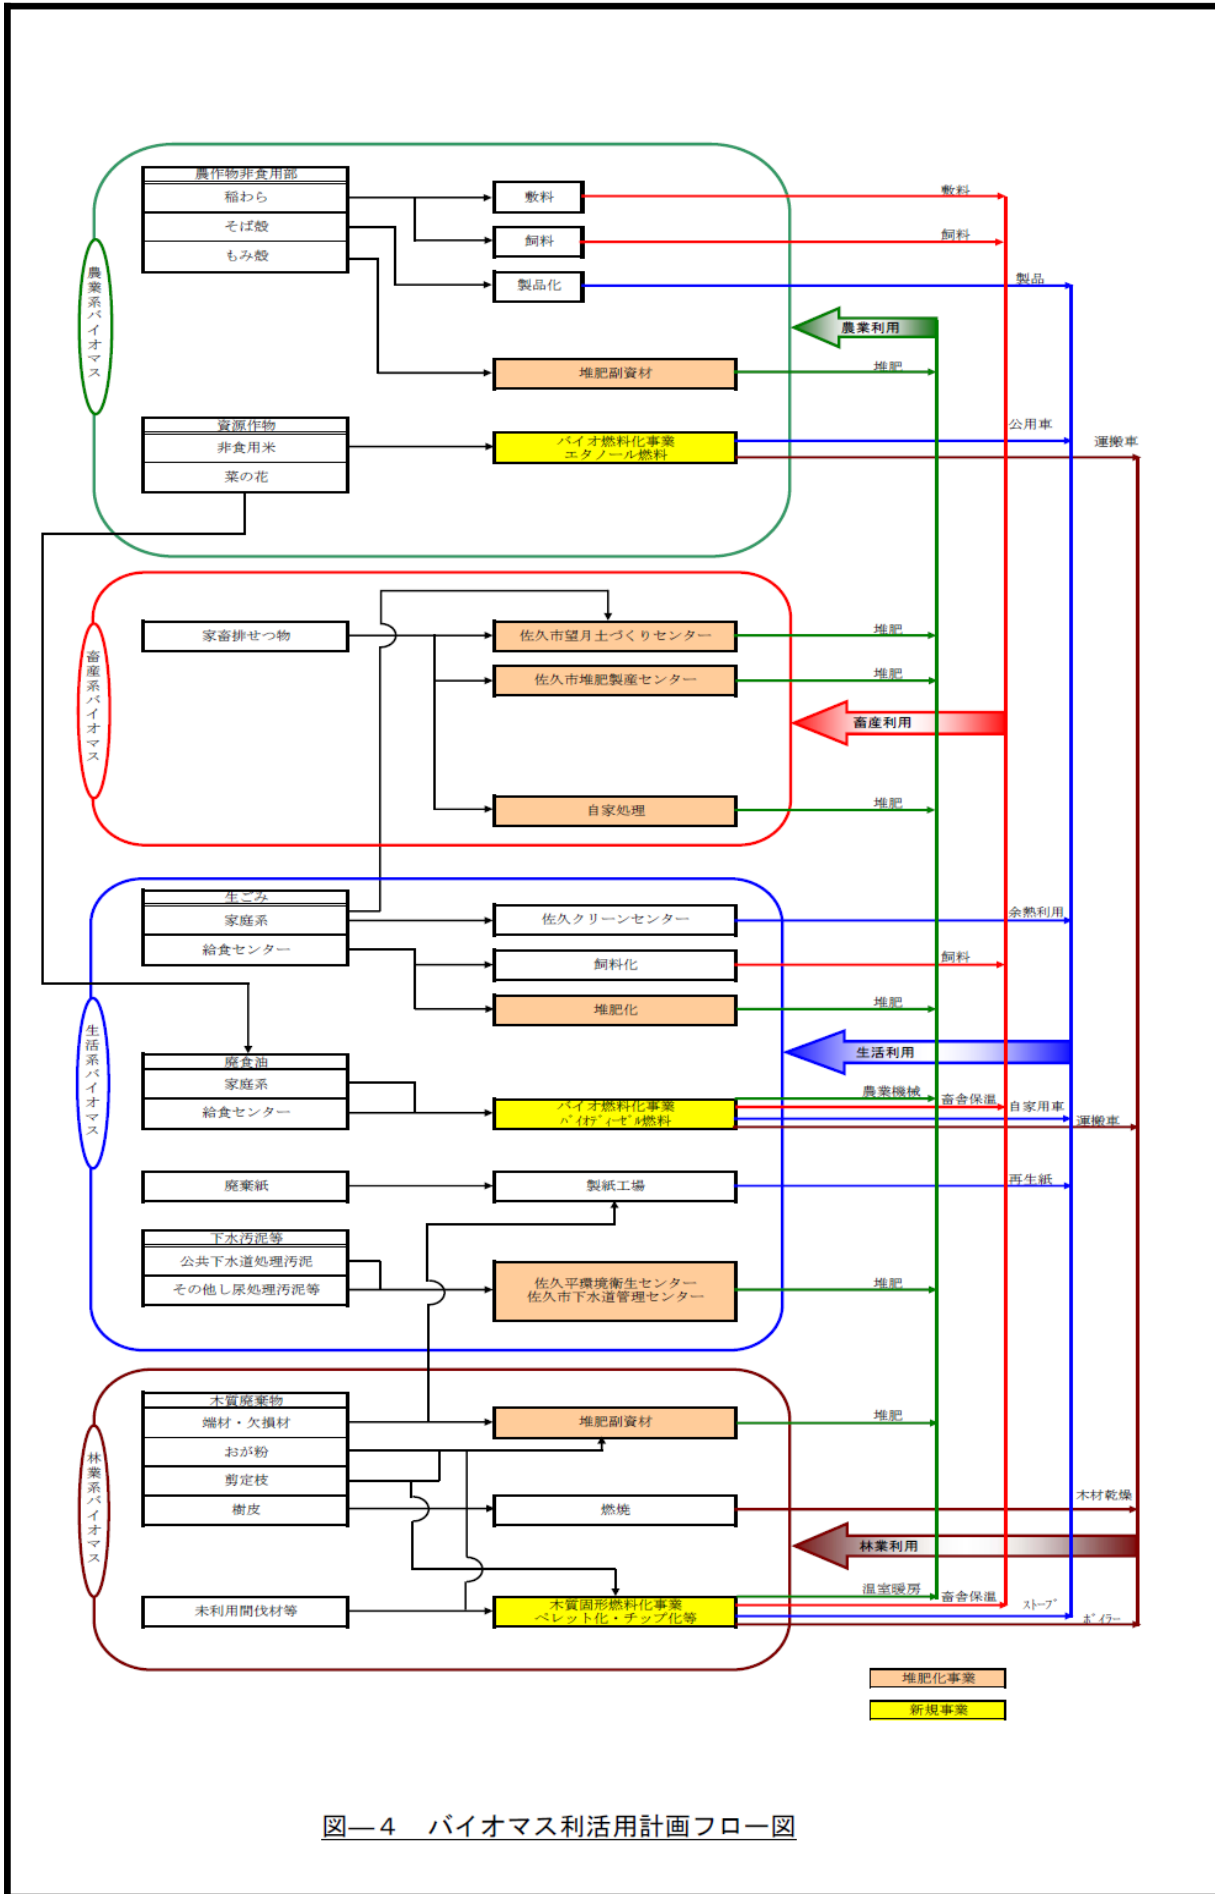 農業系バイオマス
農作物非食用部
稲わら
そば殻
もみ殻
敷料
飼料
製品化
堆肥副資材
敷料
飼料
製品
農業利用
堆肥
資源作物
非食用米
菜の花
バイオ燃料化事業
エタノール燃料
公用車
運搬車
畜産系バイオマス
家畜排せつ物
佐久市望月土づくりセンター
堆肥
佐久市堆肥製産センター
堆肥
畜産利用
自家処理
堆肥
生活系バイオマス
生ごみ
家庭系
給食センター
佐久クリーンセンター
余熱利用
飼料化
飼料
堆肥化
堆肥
生活利用
廃食油
家庭系
給食センター
バイオ燃料化事業
バイオディーゼル燃料
農業機械
畜舎保温
自家用車
運搬車
廃棄紙
製紙工場
再生紙
下水汚泥等
公共下水道処理汚泥
その他し尿処理汚泥等
佐久平環境衛生センター
佐久市下水道管理センター
堆肥
林業系バイオマス
木質廃棄物
端材・欠損材
おが粉
剪定枝
樹皮
堆肥副資材
堆肥
燃焼
木材乾燥
林業利用
未利用間伐材等
木質固形燃料化事業
ペレット化・チップ化等
温室暖房
畜舎保温
ストーブ
ボイラー
堆肥化事業
新規事業
図―４　バイオマス利活用計画フロー図